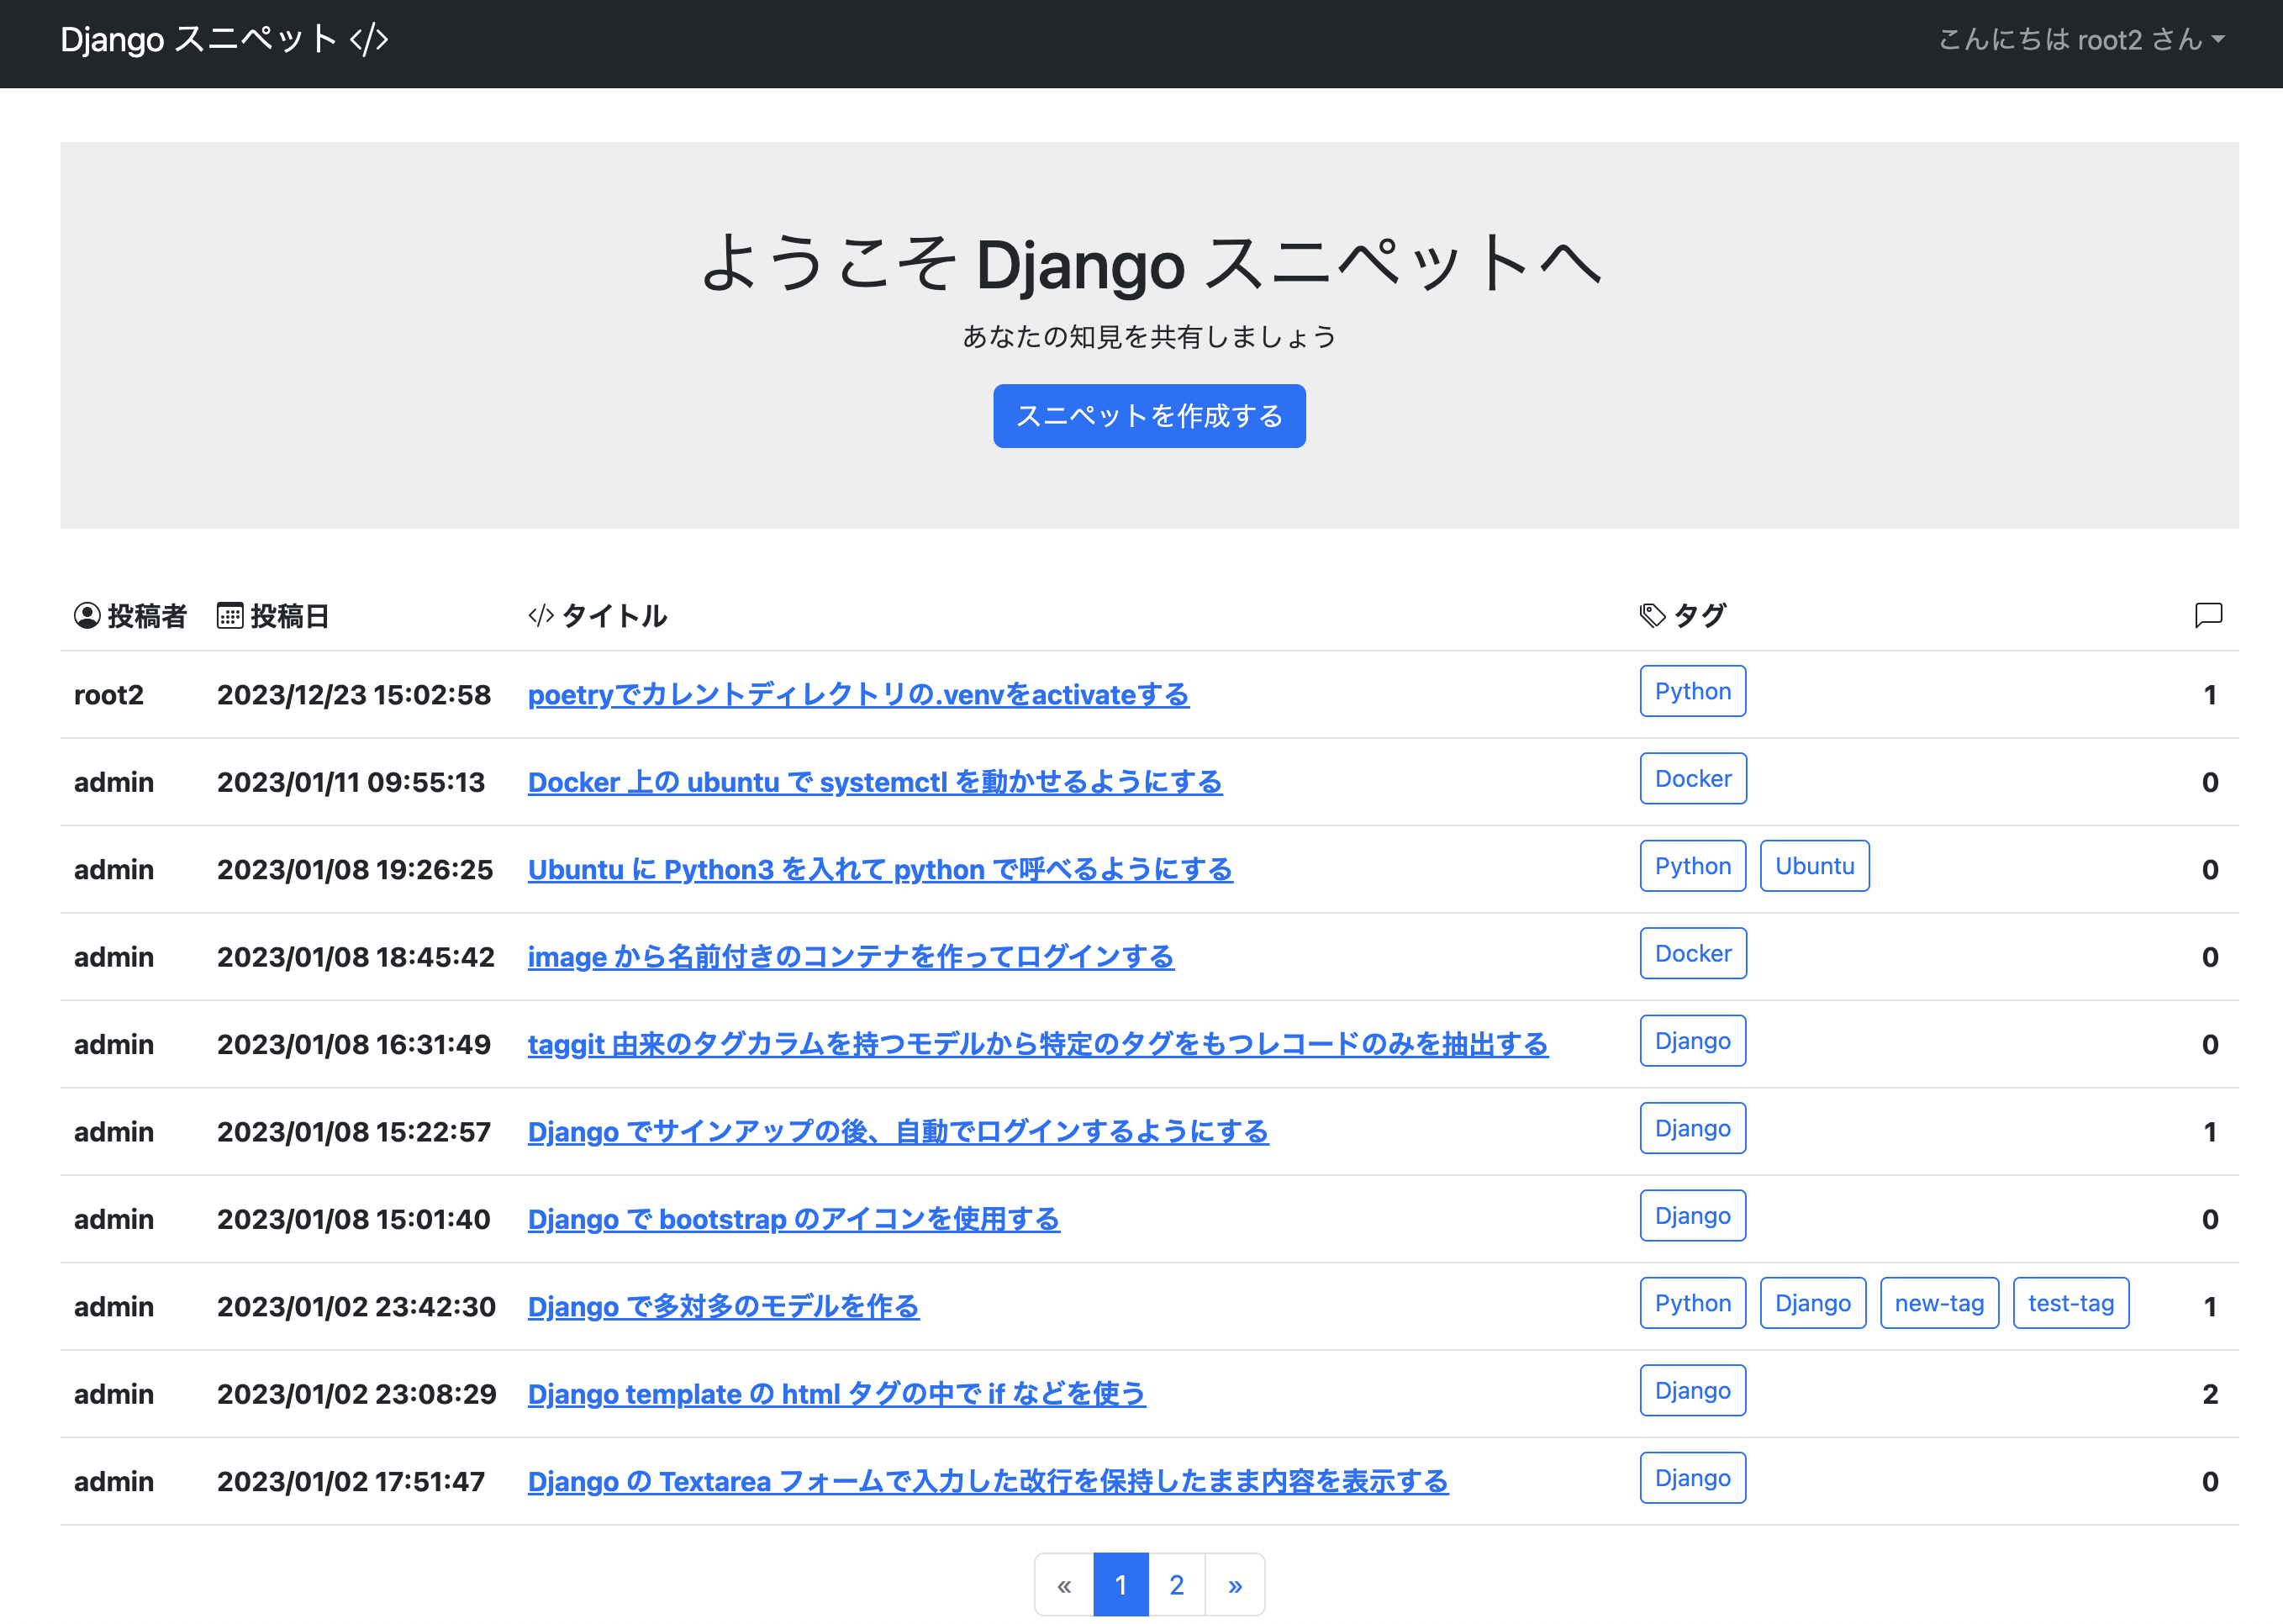 Django スニペット </>
こんにちは root2 さん
ようこそ Django スニペットへ
あなたの知見を共有しましょう
スニペットを作成する
投稿者 投稿日 </> タイトル タグ
root2 2023/12/23 15:02:58 poetryでカレントディレクトリの.venvをactivateする Python 1
admin 2023/01/11 09:55:13 Docker 上の ubuntu で systemctl を動かせるようにする Docker 0
admin 2023/01/08 19:26:25 Ubuntu に Python3 を入れて python で呼べるようにする Python Ubuntu 0
admin 2023/01/08 18:45:42 image から名前付きのコンテナを作ってログインする Docker 0
admin 2023/01/08 16:31:49 taggit 由来のタグカラムを持つモデルから特定のタグをもつレコードのみを抽出する Django 0
admin 2023/01/08 15:22:57 Django でサインアップの後、自動でログインするようにする Django 1
admin 2023/01/08 15:01:40 Django で bootstrap のアイコンを使用する Django 0
admin 2023/01/02 23:42:30 Django で多対多のモデルを作る Python Django new-tag test-tag 1
admin 2023/01/02 23:08:29 Django template の html タグの中で if などを使う Django 2
admin 2023/01/02 17:51:47 Django の Textarea フォームで入力した改行を保持したまま内容を表示する Django 0
« 1 2 »